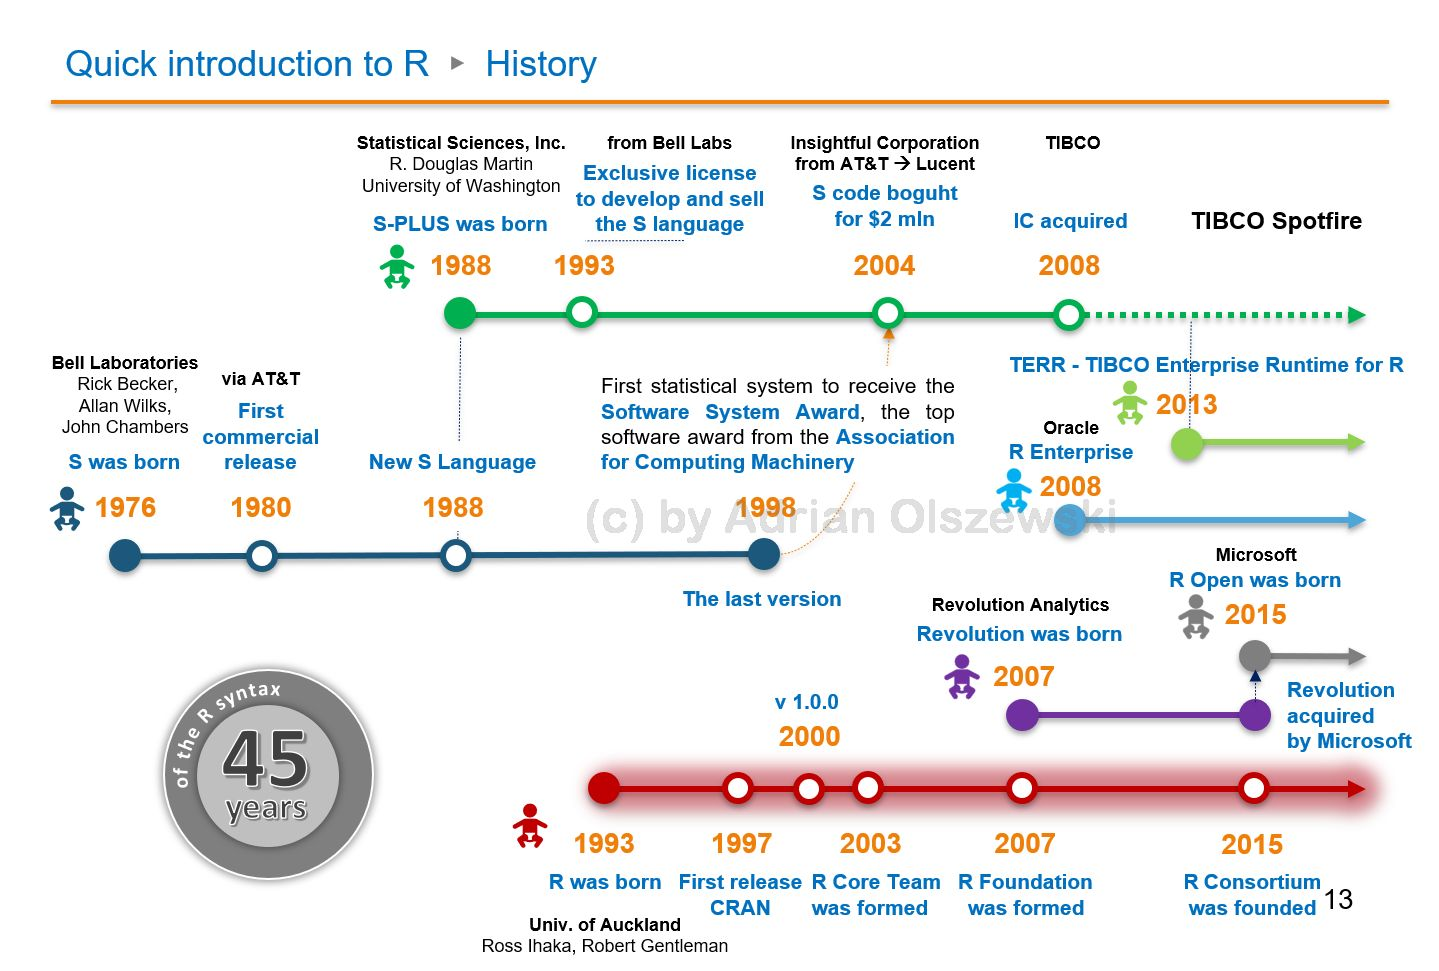 Quick introduction to R ▸ History
Statistical Sciences, Inc.
R. Douglas Martin
University of Washington
S-PLUS was born
1988
from Bell Labs
Exclusive license
to develop and sell
the S language
1993
Insightful Corporation
from AT&T → Lucent
S code boguht
for $2 mln
2004
TIBCO
IC acquired
2008
TIBCO Spotfire
Bell Laboratories
Rick Becker,
Allan Wilks,
John Chambers
S was born
1976
via AT&T
First
commercial
release
1980
New S Language
1988
First statistical system to receive the
Software System Award, the top
software award from the Association
for Computing Machinery
1998
The last version
(c) by Adrian Olszewski
TERR - TIBCO Enterprise Runtime for R
2013
Oracle
R Enterprise
2008
Microsoft
R Open was born
2015
Revolution Analytics
Revolution was born
2007
Revolution
acquired
by Microsoft
of the R syntax
45
years
v 1.0.0
2000
1993
R was born
Univ. of Auckland
Ross Ihaka, Robert Gentleman
1997
First release
CRAN
2003
R Core Team
was formed
2007
R Foundation
was formed
2015
R Consortium
was founded
13